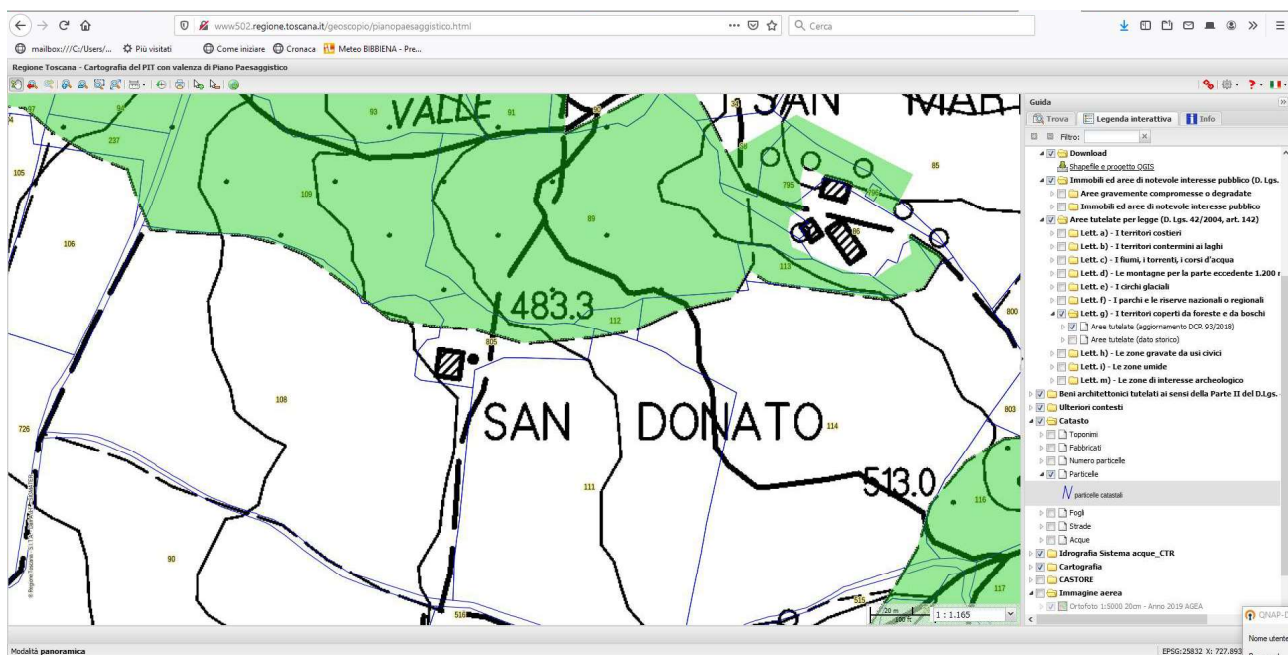 www502.regione.toscana.it/geoscopio/pianopaesaggistico.html
Cerca
mailbox:///C:/Users/...
Più visitati
Come iniziare
Cronaca
Meteo BIBBIENA - Pre...
Regione Toscana - Cartografia del PIT con valenza di Piano Paesaggistico
Guida
Trova
Legenda interattiva
Info
Filtro:
Download
Shapefile e progetto QGIS
Immobili ed aree di notevole interesse pubblico (D. Lgs.
Aree gravemente compromesse o degradate
Immobili ed aree di notevole interesse pubblico
Aree tutelate per legge (D. Lgs. 42/2004, art. 142)
Lett. a) - I territori costieri
Lett. b) - I territori contermini ai laghi
Lett. c) - I fiumi, i torrenti, i corsi d'acqua
Lett. d) - Le montagne per la parte eccedente 1.200
Lett. e) - I circhi glaciali
Lett. f) - I parchi e le riserve nazionali o regionali
Lett. g) - I territori coperti da foreste e da boschi
Aree tutelate (aggiornamento DCR 93/2018)
Aree tutelate (dato storico)
Lett. h) - Le zone gravate da usi civici
Lett. i) - Le zone umide
Lett. m) - Le zone di interesse archeologico
Beni architettonici tutelati ai sensi della Parte II del D.Lgs.
Ulteriori contesti
Catasto
Toponimi
Fabbricati
Numero particelle
Particelle
particelle catastali
Fogli
Strade
Acque
Idrografia Sistema acque_CTR
Cartografia
CASTORE
Immagine aerea
Ortofoto 1:5000 20cm - Anno 2019 AGEA
97
94
93
VALLE
91
90
SAN MAR
85
237
105
109
795
796
86
106
89
113
483.3
112
805
800
108
SAN DONATO
114
803
726
111
513.0
116
90
117
516
515
20 m
100 ft
1 : 1.165
QNAP-D
Nome utente
Modalità panoramica
EPSG:25832 X: 727.893